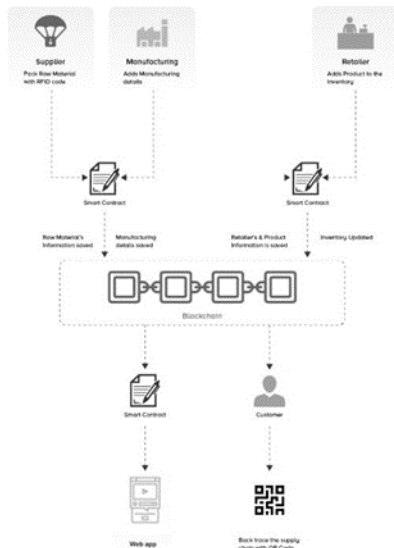 Supplier
Pack Raw Material
with RFID code
Manufacturing
Adds Manufacturing
details
Retailer
Adds Product to the
Inventory
Smart Contract
Smart Contract
Raw Material's
Information saved
Manufacturing
details saved
Retailer's & Product
Information is saved
Inventory Updated
Blockchain
Smart Contract
Customer
Web app
Back trace the supply
chain with QR Code